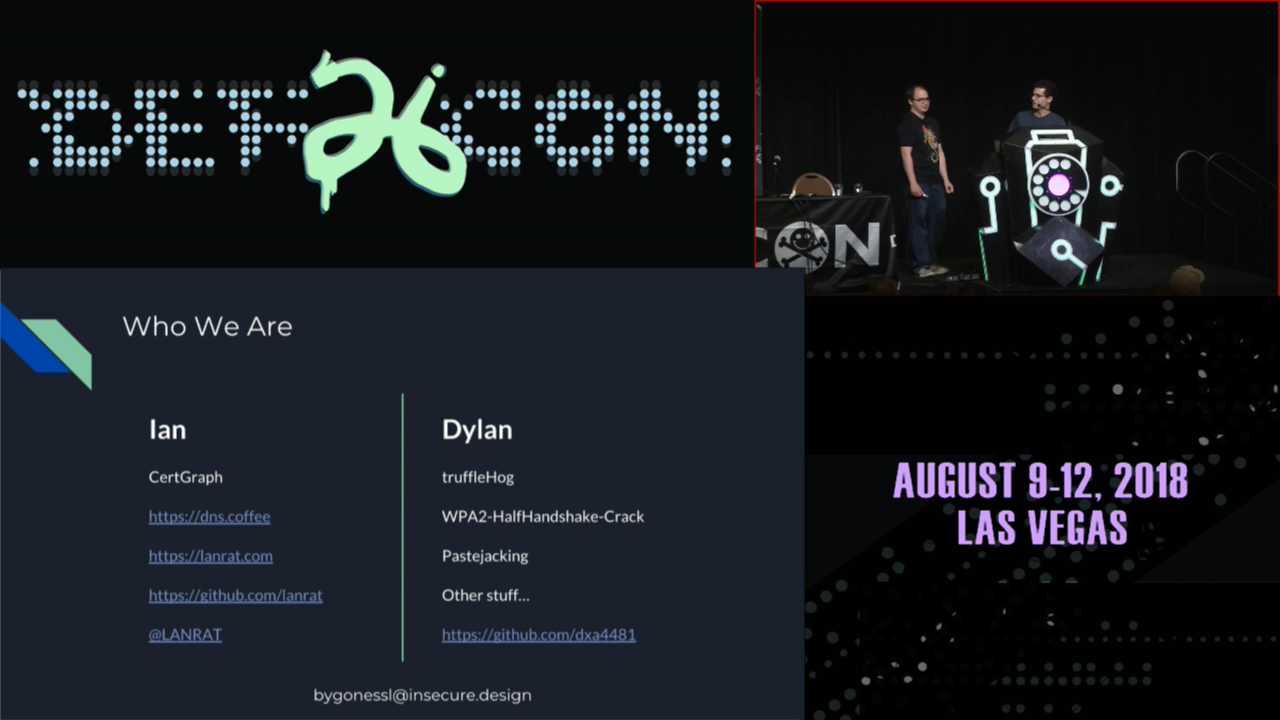 DEF 26 CON
CON
Who We Are
Ian
CertGraph
https://dns.coffee
https://lanrat.com
https://github.com/lanrat
@LANRAT
Dylan
truffleHog
WPA2-HalfHandshake-Crack
Pastejacking
Other stuff...
https://github.com/dxa4481
bygonessl@insecure.design
AUGUST 9-12, 2018
LAS VEGAS